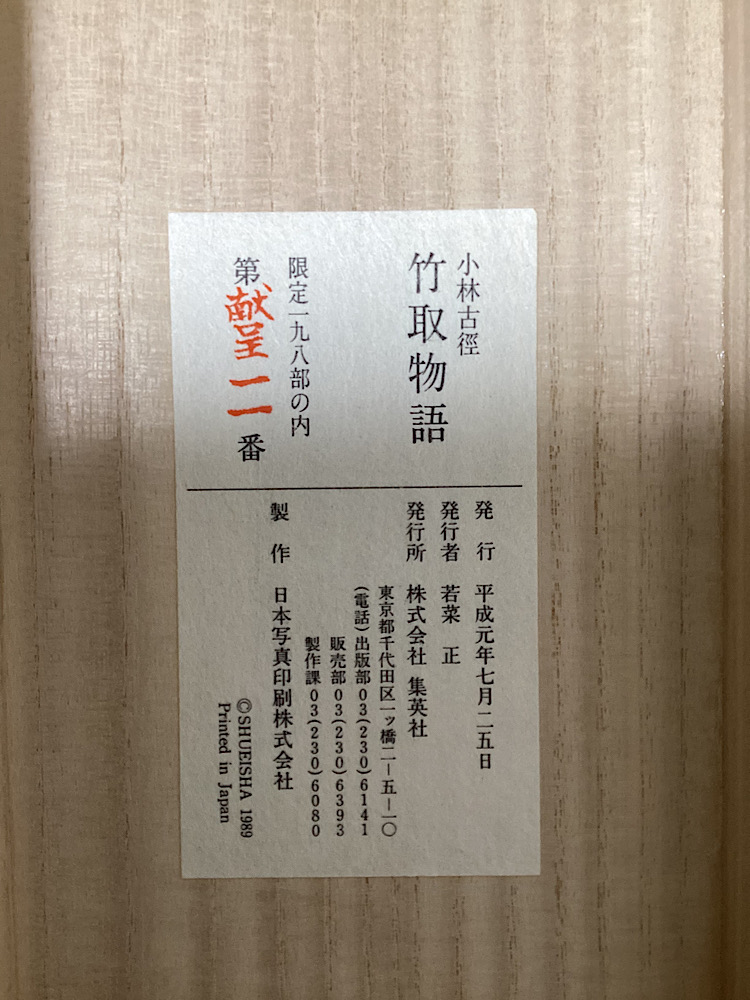 小林古徑
竹取物語
限定一九八部の内
第献呈一一番
発行 平成元年七月二五日
発行者 若菜 正
発行所 株式会社 集英社
東京都千代田区一ッ橋二ー五ー一〇
(電話)出版部03(230)6141
販売部03(230)6393
製作課03(230)6080
製作 日本写真印刷株式会社
©SHUEISHA 1989
Printed in Japan